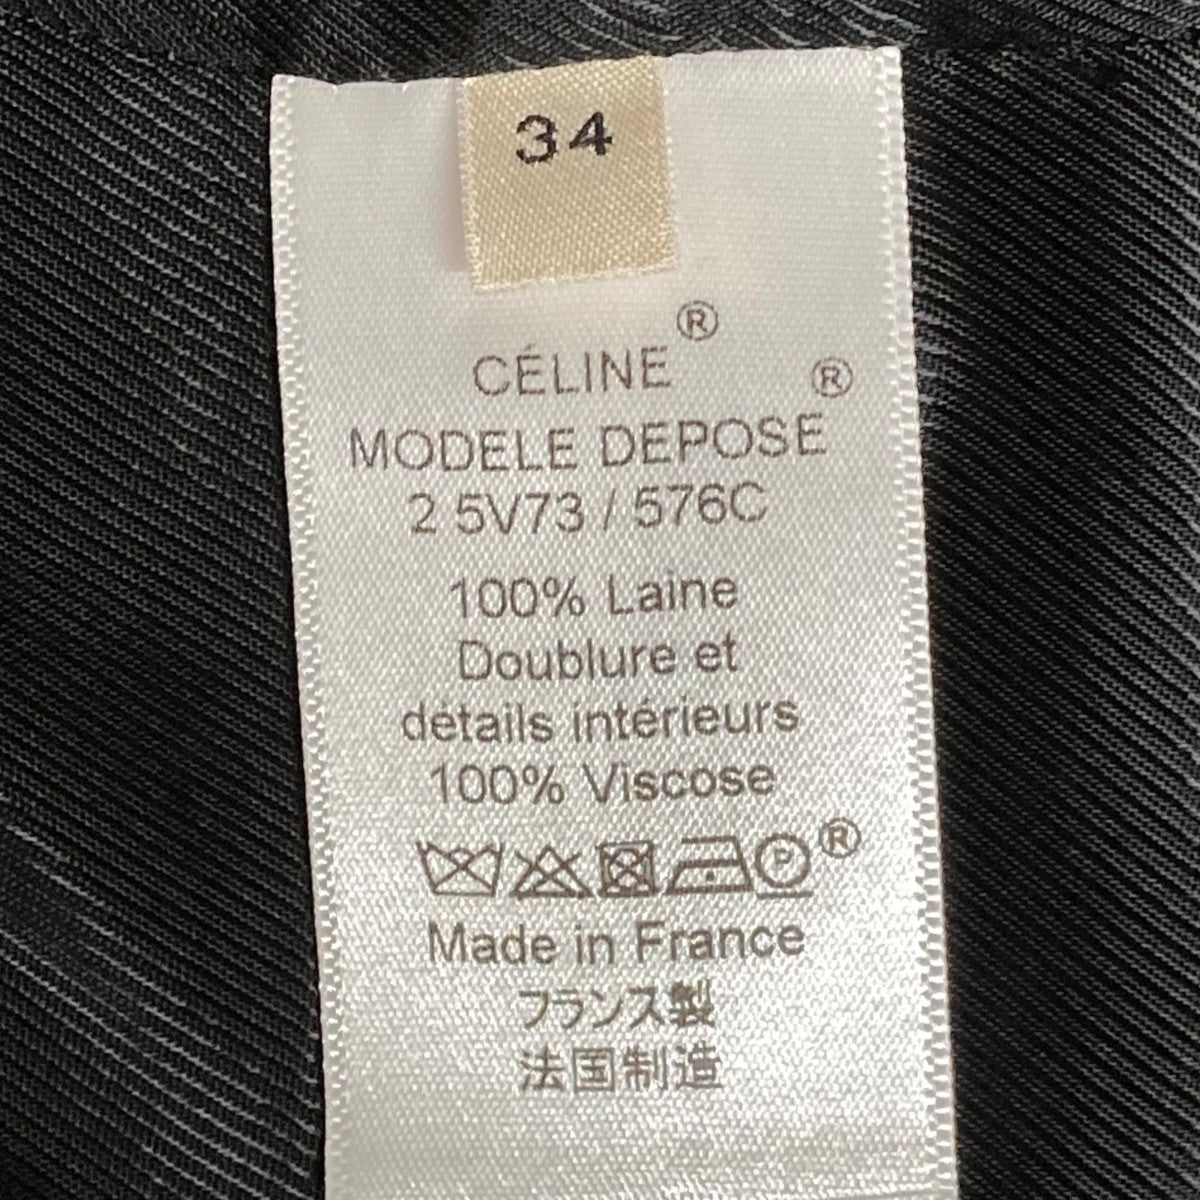 34
CÉLINE ®
MODELE DEPOSE ®
2 5V73 / 576C
100% Laine
Doublure et
détails intérieurs
100% Viscose
P ®
Made in France
フランス製
法国制造